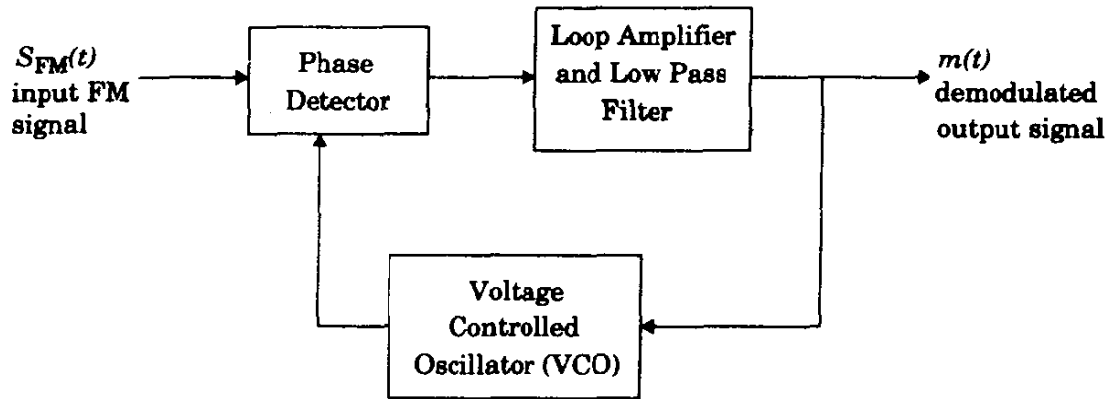 S_FM(t)
input FM
signal
Phase
Detector
Loop Amplifier
and Low Pass
Filter
m(t)
demodulated
output signal
Voltage
Controlled
Oscillator (VCO)